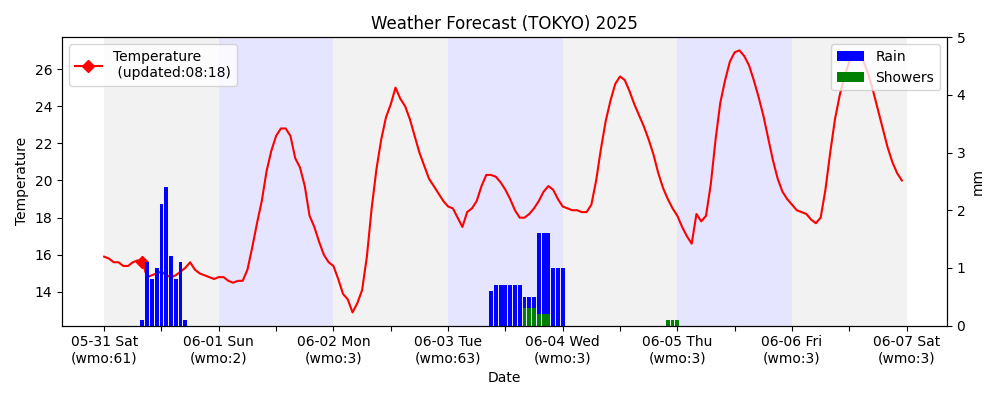 Weather Forecast (TOKYO) 2025
Temperature
(updated:08:18)
Rain
Showers
Temperature
26
24
22
20
18
16
14
5
4
3
2
1
0
mm
05-31 Sat
(wmo:61)
06-01 Sun
(wmo:2)
06-02 Mon
(wmo:3)
06-03 Tue
(wmo:63)
06-04 Wed
(wmo:3)
06-05 Thu
(wmo:3)
06-06 Fri
(wmo:3)
06-07 Sat
(wmo:3)
Date